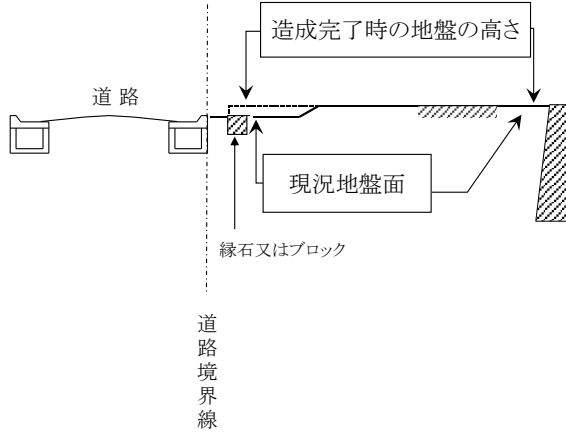 造成完了時の地盤の高さ
道 路
現況地盤面
縁石又はブロック
道路境界線